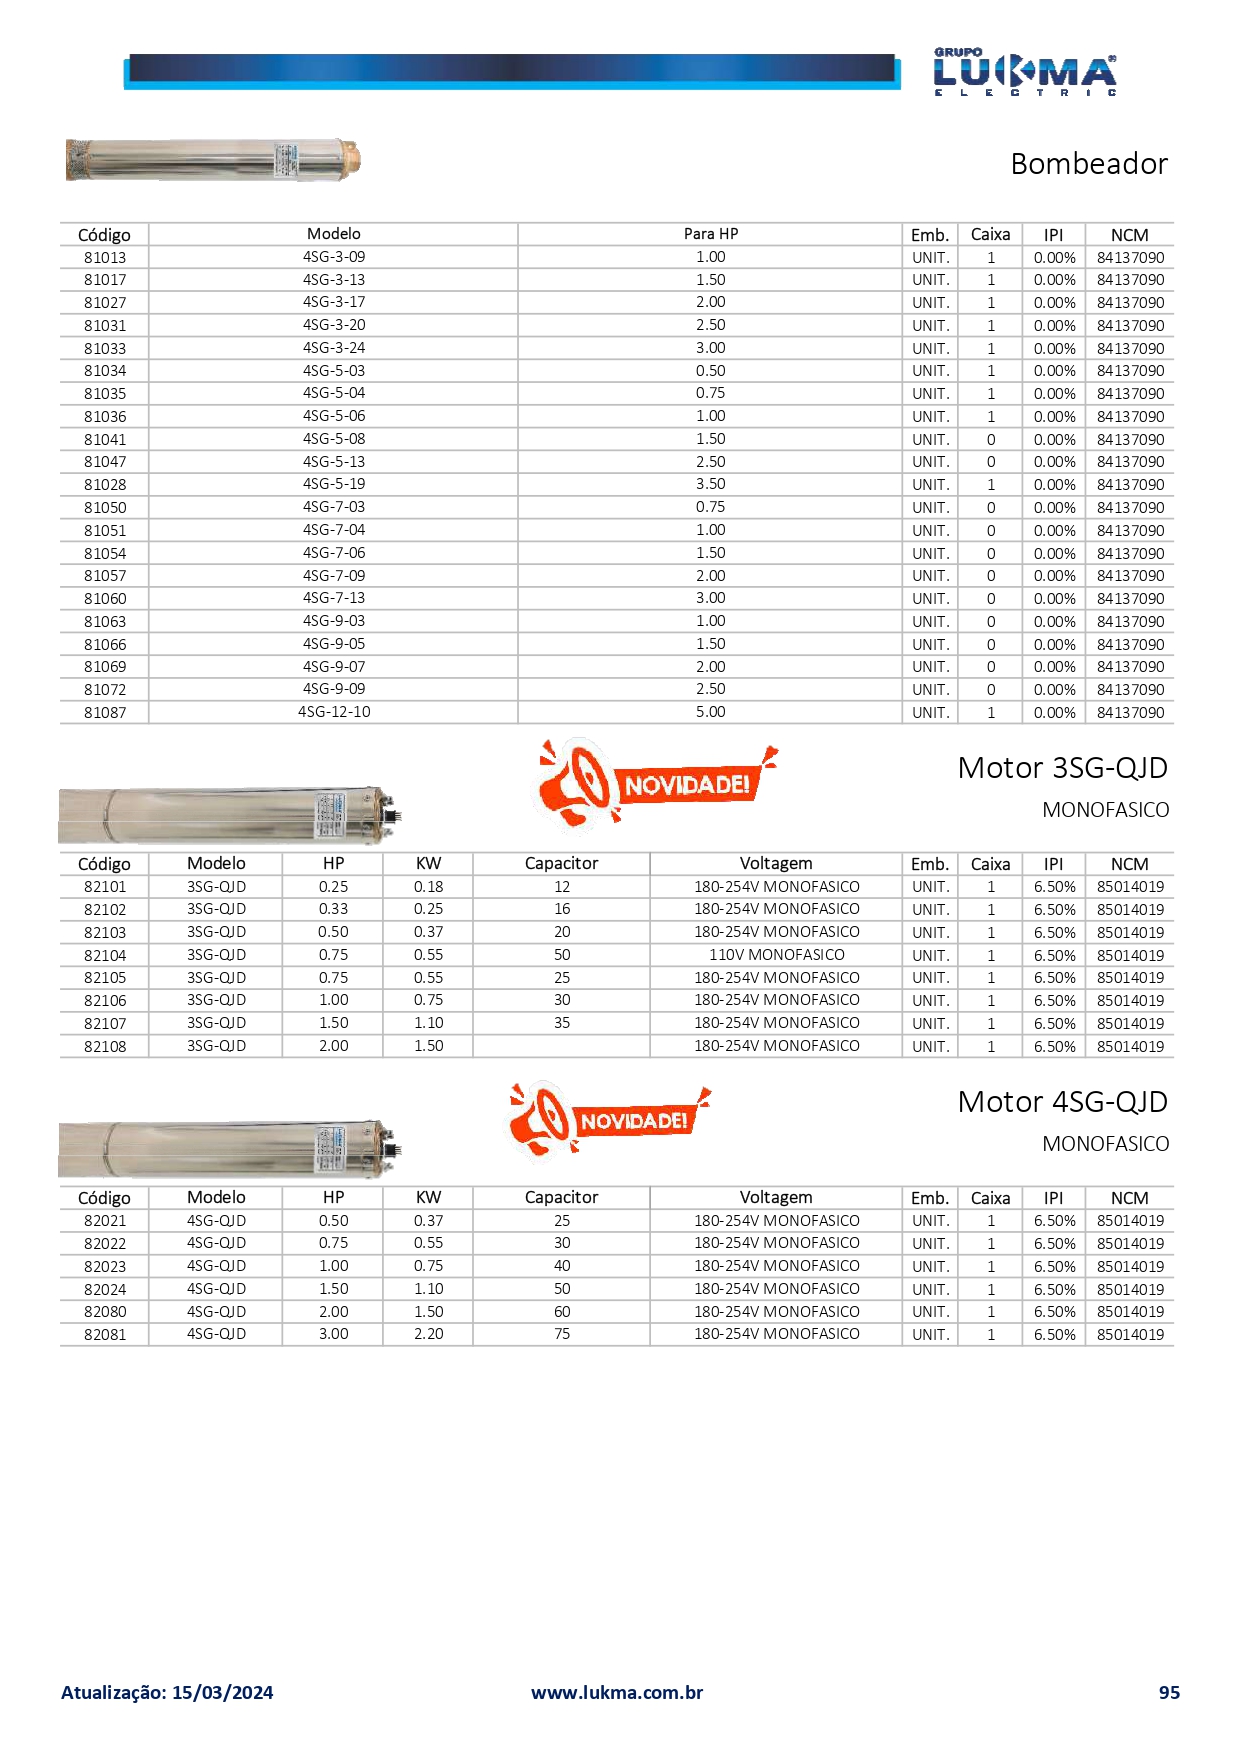 GRUPO
LUKMA®
ELECTRIC
Bombeador
Código Modelo Para HP Emb. Caixa IPI NCM
81013 4SG-3-09 1.00 UNIT. 1 0.00% 84137090
81017 4SG-3-13 1.50 UNIT. 1 0.00% 84137090
81027 4SG-3-17 2.00 UNIT. 1 0.00% 84137090
81031 4SG-3-20 2.50 UNIT. 1 0.00% 84137090
81033 4SG-3-24 3.00 UNIT. 1 0.00% 84137090
81034 4SG-5-03 0.50 UNIT. 1 0.00% 84137090
81035 4SG-5-04 0.75 UNIT. 1 0.00% 84137090
81036 4SG-5-06 1.00 UNIT. 1 0.00% 84137090
81041 4SG-5-08 1.50 UNIT. 0 0.00% 84137090
81047 4SG-5-13 2.50 UNIT. 0 0.00% 84137090
81028 4SG-5-19 3.50 UNIT. 1 0.00% 84137090
81050 4SG-7-03 0.75 UNIT. 0 0.00% 84137090
81051 4SG-7-04 1.00 UNIT. 0 0.00% 84137090
81054 4SG-7-06 1.50 UNIT. 0 0.00% 84137090
81057 4SG-7-09 2.00 UNIT. 0 0.00% 84137090
81060 4SG-7-13 3.00 UNIT. 0 0.00% 84137090
81063 4SG-9-03 1.00 UNIT. 0 0.00% 84137090
81066 4SG-9-05 1.50 UNIT. 0 0.00% 84137090
81069 4SG-9-07 2.00 UNIT. 0 0.00% 84137090
81072 4SG-9-09 2.50 UNIT. 0 0.00% 84137090
81087 4SG-12-10 5.00 UNIT. 1 0.00% 84137090
NOVIDADE!
Motor 3SG-QJD
MONOFASICO
Código Modelo HP KW Capacitor Voltagem Emb. Caixa IPI NCM
82101 3SG-QJD 0.25 0.18 12 180-254V MONOFASICO UNIT. 1 6.50% 85014019
82102 3SG-QJD 0.33 0.25 16 180-254V MONOFASICO UNIT. 1 6.50% 85014019
82103 3SG-QJD 0.50 0.37 20 180-254V MONOFASICO UNIT. 1 6.50% 85014019
82104 3SG-QJD 0.75 0.55 50 110V MONOFASICO UNIT. 1 6.50% 85014019
82105 3SG-QJD 0.75 0.55 25 180-254V MONOFASICO UNIT. 1 6.50% 85014019
82106 3SG-QJD 1.00 0.75 30 180-254V MONOFASICO UNIT. 1 6.50% 85014019
82107 3SG-QJD 1.50 1.10 35 180-254V MONOFASICO UNIT. 1 6.50% 85014019
82108 3SG-QJD 2.00 1.50 180-254V MONOFASICO UNIT. 1 6.50% 85014019
NOVIDADE!
Motor 4SG-QJD
MONOFASICO
Código Modelo HP KW Capacitor Voltagem Emb. Caixa IPI NCM
82021 4SG-QJD 0.50 0.37 25 180-254V MONOFASICO UNIT. 1 6.50% 85014019
82022 4SG-QJD 0.75 0.55 30 180-254V MONOFASICO UNIT. 1 6.50% 85014019
82023 4SG-QJD 1.00 0.75 40 180-254V MONOFASICO UNIT. 1 6.50% 85014019
82024 4SG-QJD 1.50 1.10 50 180-254V MONOFASICO UNIT. 1 6.50% 85014019
82080 4SG-QJD 2.00 1.50 60 180-254V MONOFASICO UNIT. 1 6.50% 85014019
82081 4SG-QJD 3.00 2.20 75 180-254V MONOFASICO UNIT. 1 6.50% 85014019
Atualização: 15/03/2024 www.lukma.com.br 95